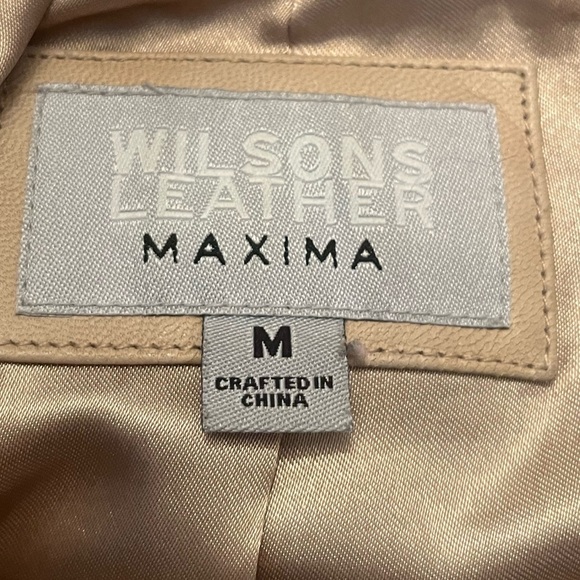 WILSONS
LEATHER
MAXIMA
M
CRAFTED IN
CHINA